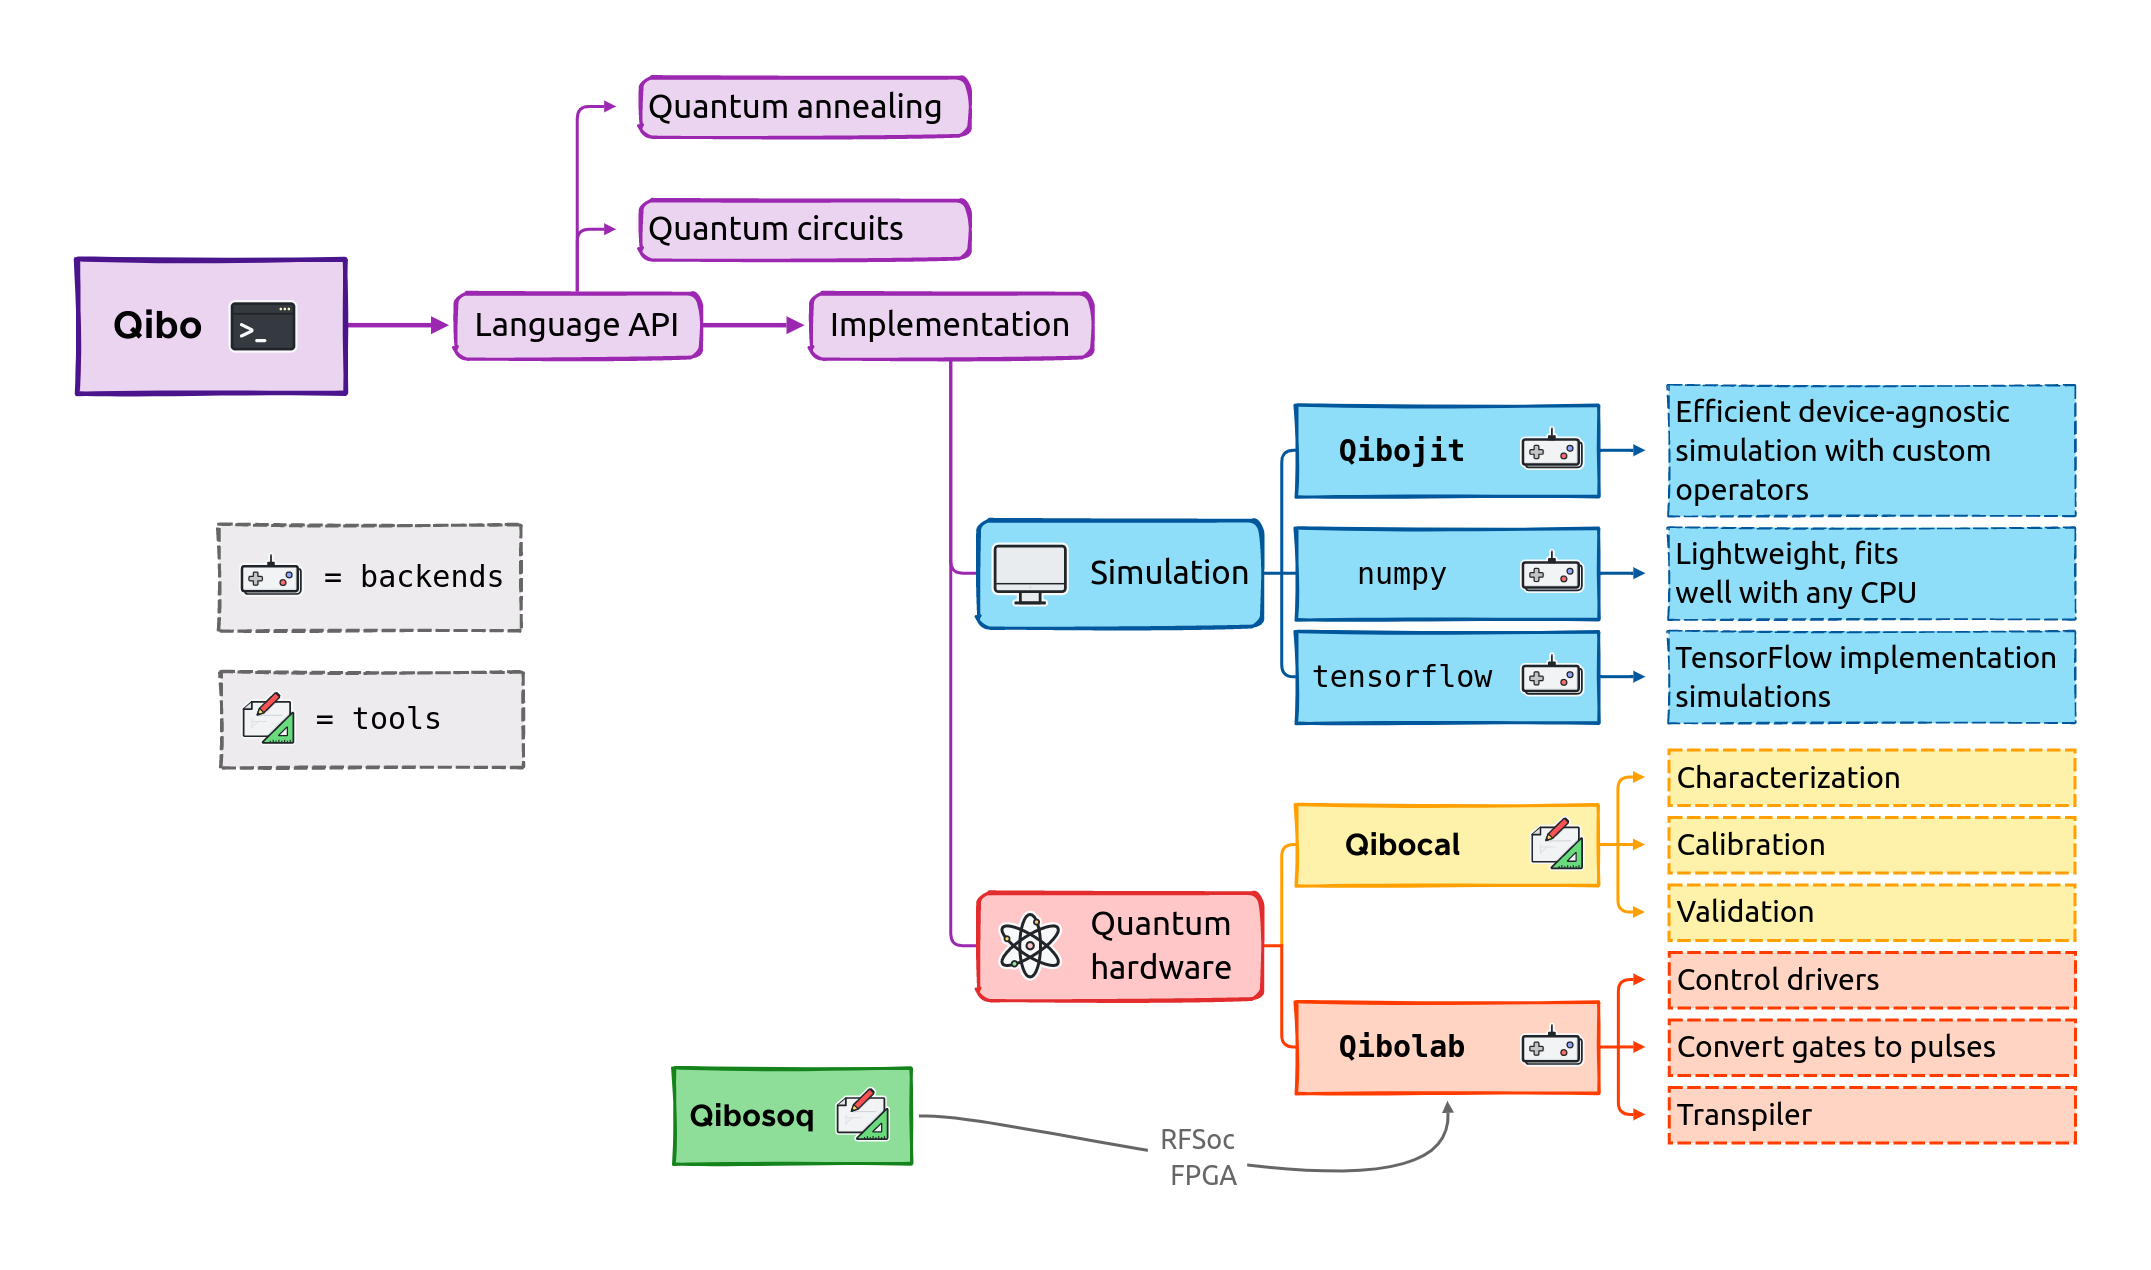 Quantum annealing
Quantum circuits
Qibo
>_
Language API
Implementation
Qibojit
Efficient device-agnostic
simulation with custom
operators
= backends
Simulation
numpy
Lightweight, fits
well with any CPU
tensorflow
TensorFlow implementation
simulations
= tools
Qibocal
Characterization
Calibration
Validation
Quantum
hardware
Qibolab
Control drivers
Convert gates to pulses
Transpiler
Qibosoq
RFSoc
FPGA